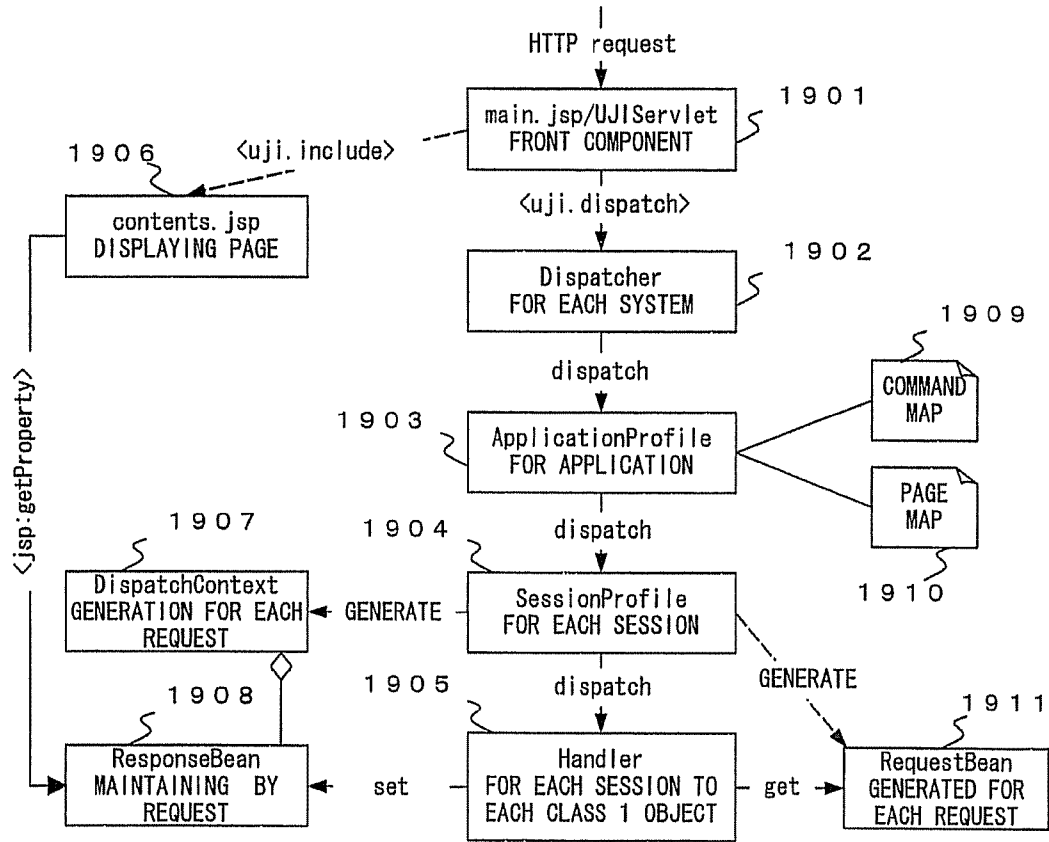 HTTP request
1901
main.jsp/UJIServlet
FRONT COMPONENT
1906
<uji.include>
contents.jsp
DISPLAYING PAGE
<uji.dispatch>
1902
Dispatcher
FOR EACH SYSTEM
1909
COMMAND
MAP
dispatch
1903
ApplicationProfile
FOR APPLICATION
PAGE
MAP
1910
<jsp:getProperty>
dispatch
1907
1904
DispatchContext
GENERATION FOR EACH
REQUEST
GENERATE
SessionProfile
FOR EACH SESSION
GENERATE
dispatch
1908
1905
1911
ResponseBean
MAINTAINING BY
REQUEST
set
Handler
FOR EACH SESSION TO
EACH CLASS 1 OBJECT
get
RequestBean
GENERATED FOR
EACH REQUEST